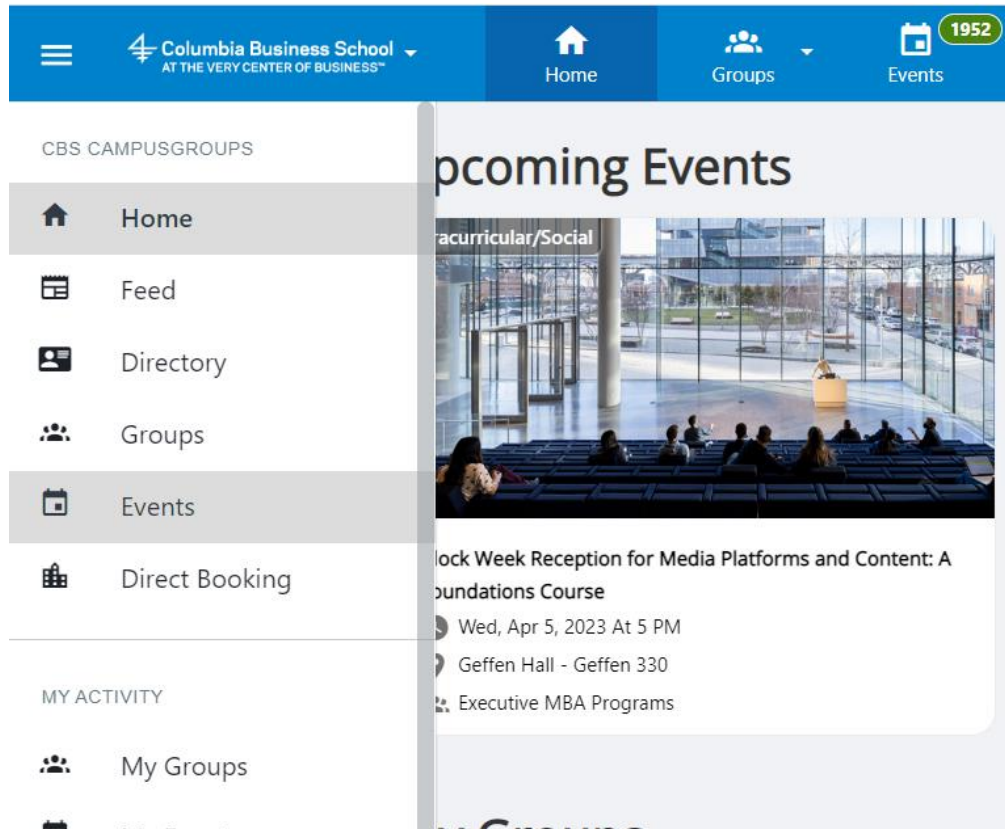 Columbia Business School
AT THE VERY CENTER OF BUSINESS™
Home
Groups
Events
1952
CBS CAMPUSGROUPS
Home
Feed
Directory
Groups
Events
Direct Booking
MY ACTIVITY
My Groups
pcoming Events
racurricular/Social
lock Week Reception for Media Platforms and Content: A
oundations Course
Wed, Apr 5, 2023 At 5 PM
Geffen Hall - Geffen 330
Executive MBA Programs